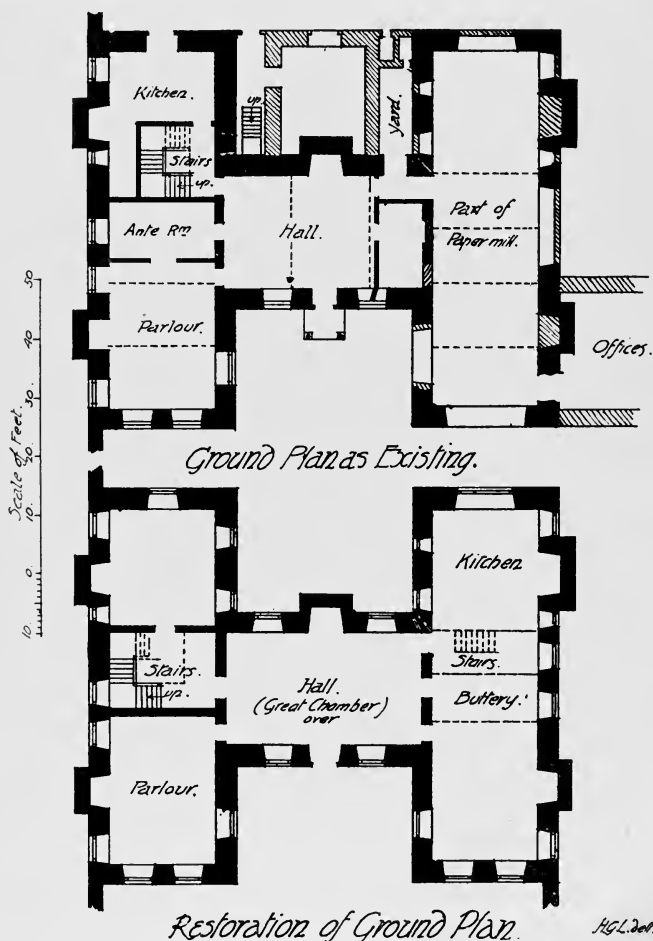 Kitchen.
up.
Yard.
Stairs
up.
Ante Rm
Hall.
Part of
Paper mill.
Parlour.
Offices.
Ground Plan as Existing.
Scale of Feet.
50
40
30
20
10
0
10
Kitchen
Stairs.
up.
Stairs.
Hall.
(Great Chamber)
over
Buttery.
Parlour.
Restoration of Ground Plan.
H.G.L. delt.